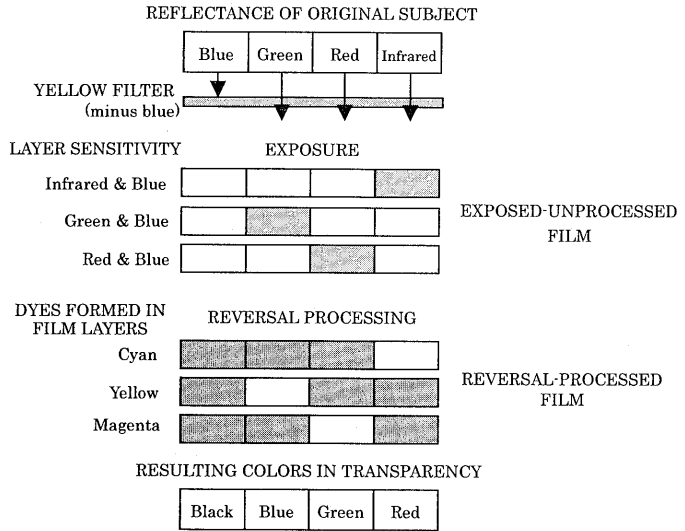 REFLECTANCE OF ORIGINAL SUBJECT
Blue Green Red Infrared
YELLOW FILTER
(minus blue)
LAYER SENSITIVITY EXPOSURE
Infrared & Blue
Green & Blue
Red & Blue
EXPOSED-UNPROCESSED
FILM
DYES FORMED IN
FILM LAYERS
REVERSAL PROCESSING
Cyan
Yellow
Magenta
REVERSAL-PROCESSED
FILM
RESULTING COLORS IN TRANSPARENCY
Black Blue Green Red